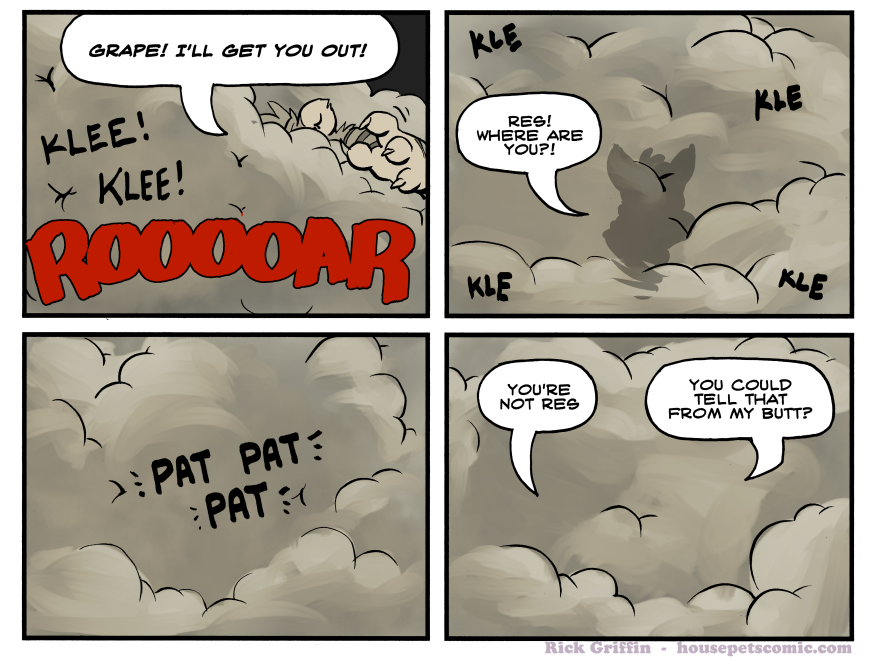 GRAPE! I'LL GET YOU OUT!
KLEE!
KLEE!
ROOOOAR
KLE
KLE
RES!
WHERE ARE
YOU?!
KLE
KLE
PAT PAT
PAT
YOU'RE
NOT RES
YOU COULD
TELL THAT
FROM MY BUTT?
Rick Griffin - housepetscomic.com